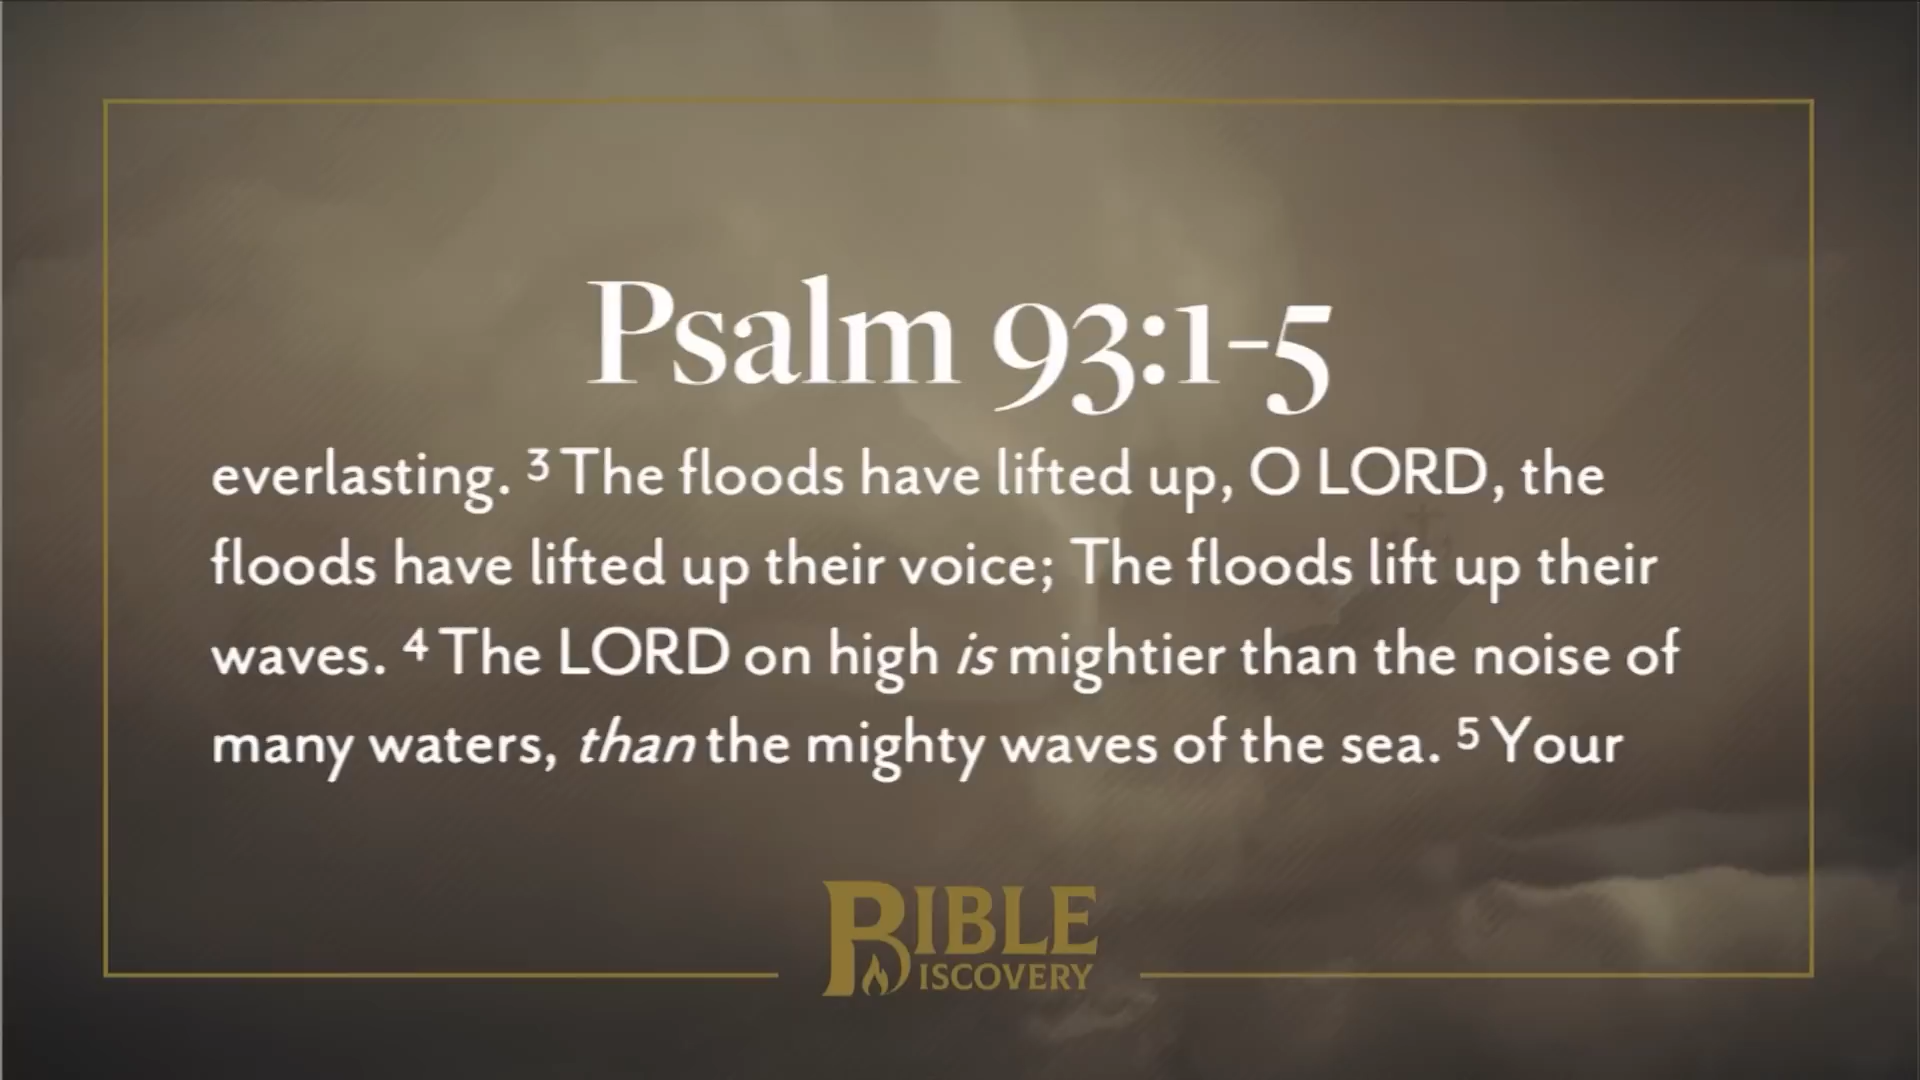 Psalm 93:1-5
everlasting. 3 The floods have lifted up, O LORD, the
floods have lifted up their voice; The floods lift up their
waves. 4 The LORD on high is mightier than the noise of
many waters, than the mighty waves of the sea. 5 Your
BIBLE
DISCOVERY